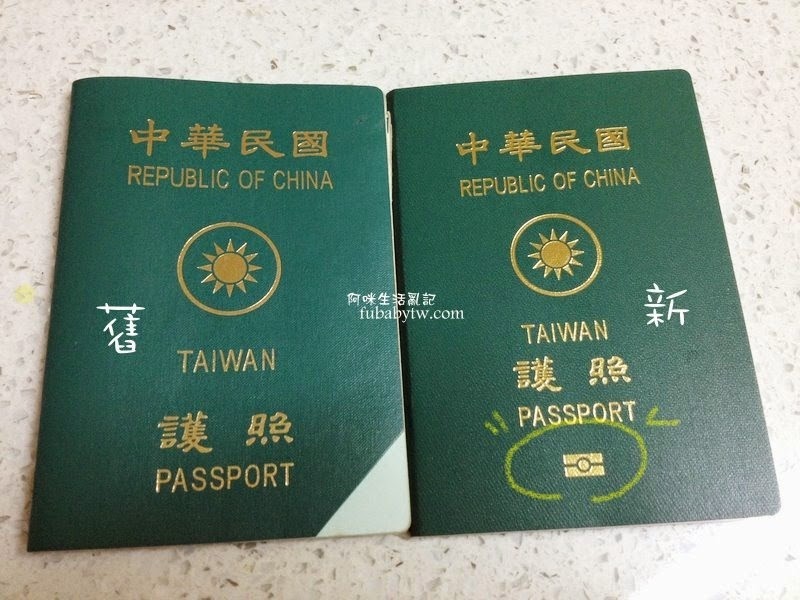 中華民國
REPUBLIC OF CHINA
舊
TAIWAN
護照
PASSPORT
阿咪生活亂記
fubabytw.com
中華民國
REPUBLIC OF CHINA
新
TAIWAN
護照
PASSPORT